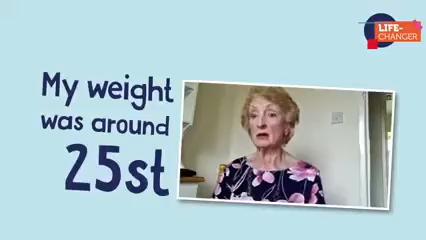 LIFE-
CHANGER
My weight
was around
25st